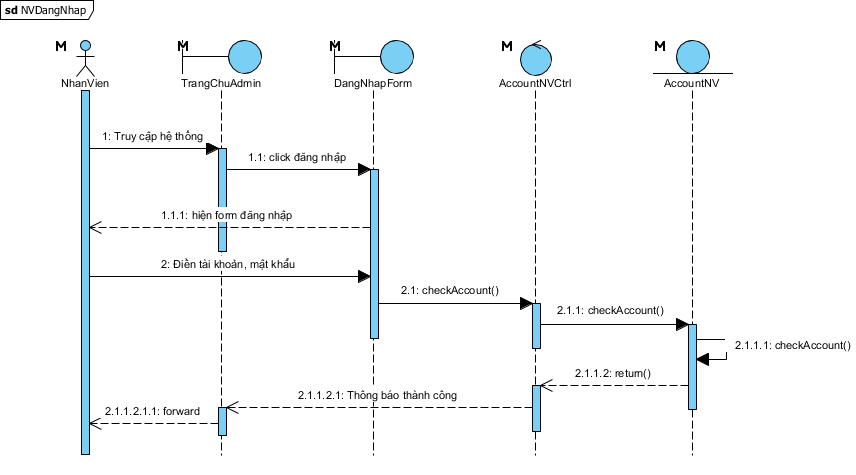 sd NVDangNhap
M
M
M
M
M
NhanVien
TrangChuAdmin
DangNhapForm
AccountNVCtrl
AccountNV
1: Truy cập hệ thống
1.1: click đăng nhập
1.1.1: hiện form đăng nhập
2: Điền tài khoản, mật khẩu
2.1: checkAccount()
2.1.1: checkAccount()
2.1.1.1: checkAccount()
2.1.1.2: return()
2.1.1.2.1: Thông báo thành công
2.1.1.2.1.1: forward